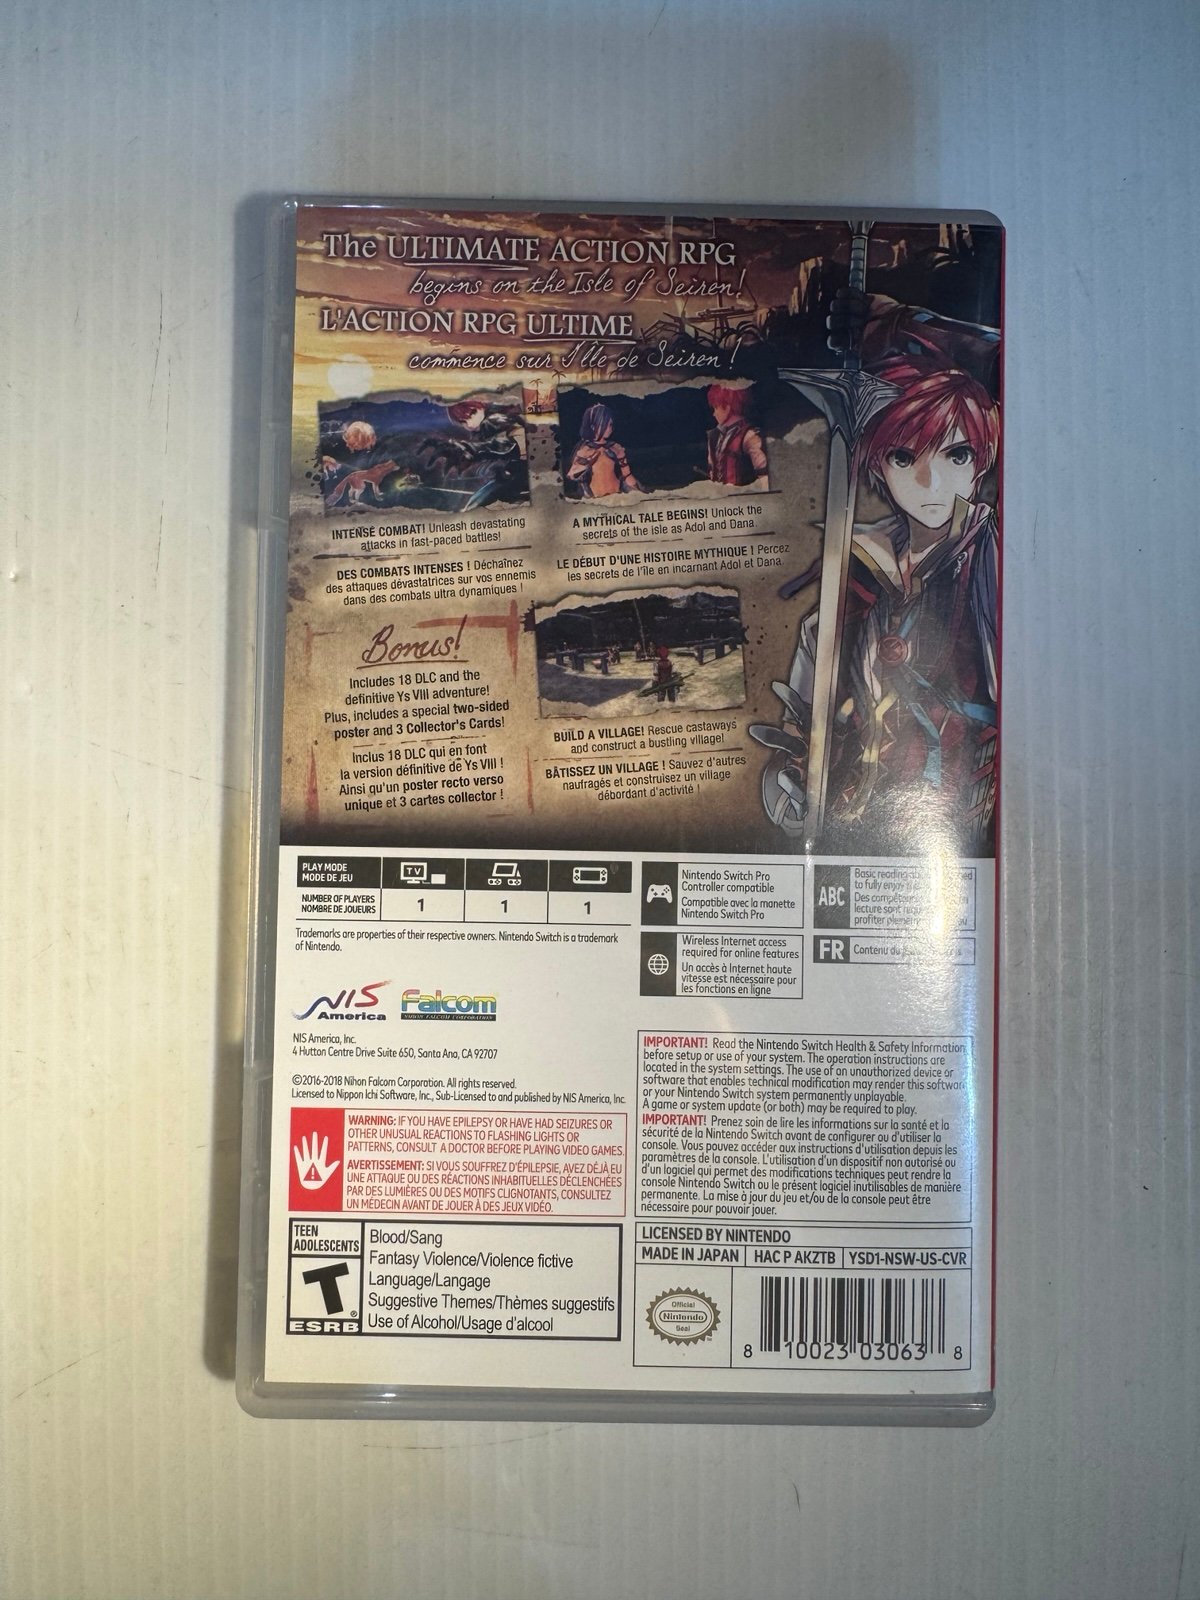 The ULTIMATE ACTION RPG
begins on the Isle of Seiren!
L'ACTION RPG ULTIME
commence sur l'Île de Seiren !
INTENSE COMBAT! Unleash devastating
attacks in fast-paced battles!
DES COMBATS INTENSES ! Déchaînez
des attaques dévastatrices sur vos ennemis
dans des combats ultra dynamiques !
A MYTHICAL TALE BEGINS! Unlock the
secrets of the isle as Adol and Dana.
LE DÉBUT D'UNE HISTOIRE MYTHIQUE ! Percez
les secrets de l'île en incarnant Adol et Dana.
Bonus!
Includes 18 DLC and the
definitive Ys VIII adventure!
Plus, includes a special two-sided
poster and 3 Collector's Cards!
Inclus 18 DLC qui en font
la version définitive de Ys VIII !
Ainsi qu'un poster recto verso
unique et 3 cartes collector !
BUILD A VILLAGE! Rescue castaways
and construct a bustling village!
BÂTISSEZ UN VILLAGE ! Sauvez d'autres
naufragés et construisez un village
débordant d'activité !
PLAY MODE
MODE DE JEU
TV
NUMBER OF PLAYERS
NOMBRE DE JOUEURS
1 1 1
Trademarks are properties of their respective owners. Nintendo Switch is a trademark
of Nintendo.
Nintendo Switch Pro
Controller compatible
Compatible avec la manette
Nintendo Switch Pro
Wireless Internet access
required for online features
Un accès à Internet haute
vitesse est nécessaire pour
les fonctions en ligne
ABC
Basic reading
to fully enjoy
Des
lecture sont
profiter
FR
Contenu du
NIS
America
Falcom
NIHON FALCOM CORPORATION
NIS America, Inc.
4 Hutton Centre Drive Suite 650, Santa Ana, CA 92707
©2016-2018 Nihon Falcom Corporation. All rights reserved.
Licensed to Nippon Ichi Software, Inc., Sub-Licensed to and published by NIS America, Inc.
WARNING: IF YOU HAVE EPILEPSY OR HAVE HAD SEIZURES OR
OTHER UNUSUAL REACTIONS TO FLASHING LIGHTS OR
PATTERNS, CONSULT A DOCTOR BEFORE PLAYING VIDEO GAMES.
AVERTISSEMENT: SI VOUS SOUFFREZ D'ÉPILEPSIE, AVEZ DÉJÀ EU
UNE ATTAQUE OU DES RÉACTIONS INHABITUELLES DÉCLENCHÉES
PAR DES LUMIÈRES OU DES MOTIFS CLIGNOTANTS, CONSULTEZ
UN MÉDECIN AVANT DE JOUER À DES JEUX VIDÉO.
IMPORTANT! Read the Nintendo Switch Health & Safety Information
before setup or use of your system. The operation instructions are
located in the system settings. The use of an unauthorized device or
software that enables technical modification may render this software
or your Nintendo Switch system permanently unplayable.
A game or system update (or both) may be required to play.
IMPORTANT! Prenez soin de lire les informations sur la santé et la
sécurité de la Nintendo Switch avant de configurer ou d'utiliser la
console. Vous pouvez accéder aux instructions d'utilisation depuis les
paramètres de la console. L'utilisation d'un dispositif non autorisé ou
d'un logiciel qui permet des modifications techniques peut rendre la
console Nintendo Switch ou le présent logiciel inutilisables de manière
permanente. La mise à jour du jeu et/ou de la console peut être
nécessaire pour pouvoir jouer.
TEEN
ADOLESCENTS
T
®
ESRB
Blood/Sang
Fantasy Violence/Violence fictive
Language/Langage
Suggestive Themes/Thèmes suggestifs
Use of Alcohol/Usage d'alcool
LICENSED BY NINTENDO
MADE IN JAPAN HAC P AKZTB YSD1-NSW-US-CVR
Official
Nintendo
Seal
8 10023 03063 8